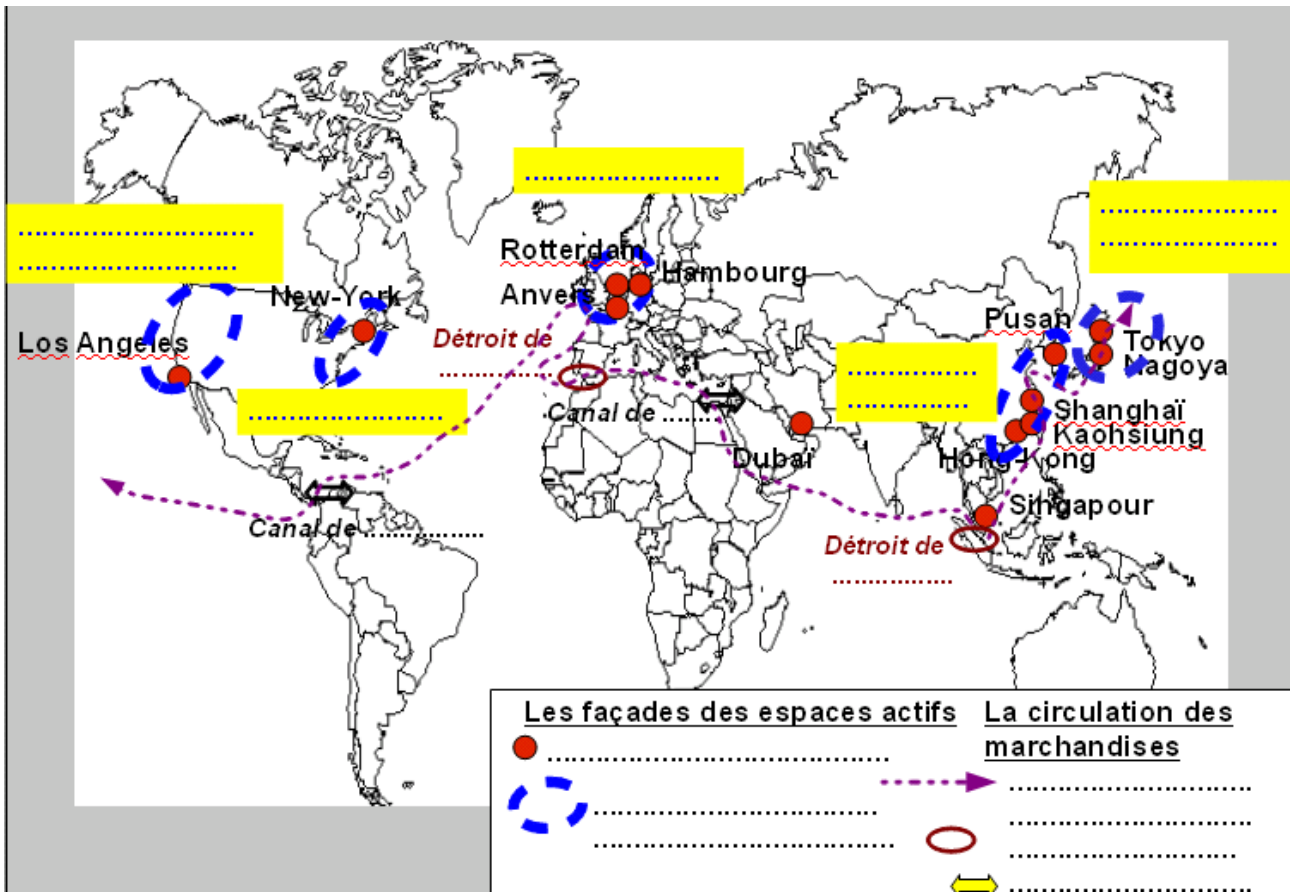 ...........................
...........................
............................
...........................
...........................
Rotterdam
Hambourg
New-York
Anvers
Pusan
Los Angeles
Détroit de
................
Tokyo
Nagoya
...............
...............
.........................
Canal de ........
Shanghaï
Kaohsiung
Dubaï
Hong-Kong
Singapour
Canal de ................
Détroit de
................
Les façades des espaces actifs
La circulation des
marchandises
..........................................
..............................
..................................
..................................
..............................
............................
..............................